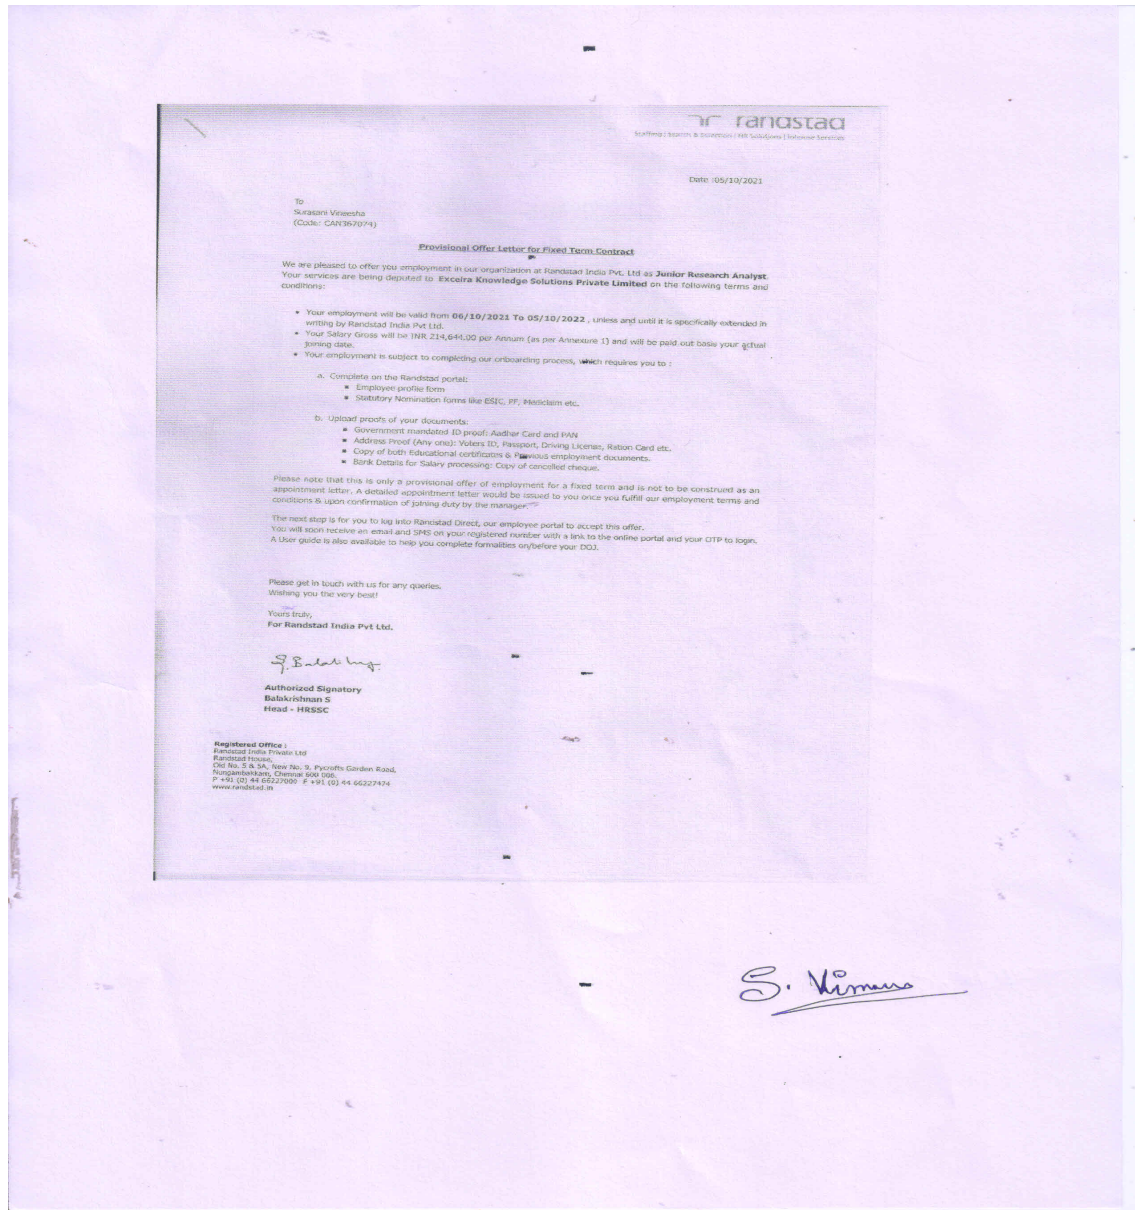 randstad
Staffing | Search & Selection | HR Solutions | Inhouse Services
Date :05/10/2021
To
Surasani Vineesha
(Code: CAN367074)
Provisional Offer Letter for Fixed Term Contract
We are pleased to offer you employment in our organization at Randstad India Pvt. Ltd as Junior Research Analyst.
Your services are being deputed to Excelra Knowledge Solutions Private Limited on the following terms and
conditions:
• Your employment will be valid from 06/10/2021 To 05/10/2022 , unless and until it is specifically extended in
writing by Randstad India Pvt Ltd.
• Your Salary Gross will be INR 214,644.00 per Annum (as per Annexure 1) and will be paid out basis your actual
joining date.
• Your employment is subject to completing our onboarding process, which requires you to :
a. Complete on the Randstad portal:
▪ Employee profile form
▪ Statutory Nomination forms like ESIC, PF, Mediclaim etc.
b. Upload proofs of your documents:
▪ Government mandated ID proof: Aadhar Card and PAN
▪ Address Proof (Any one): Voters ID, Passport, Driving License, Ration Card etc.
▪ Copy of both Educational certificates & Previous employment documents.
▪ Bank Details for Salary processing: Copy of cancelled cheque.
Please note that this is only a provisional offer of employment for a fixed term and is not to be construed as an
appointment letter. A detailed appointment letter would be issued to you once you fulfill our employment terms and
conditions & upon confirmation of joining duty by the manager.
The next step is for you to log into Randstad Direct, our employee portal to accept this offer.
You will soon receive an email and SMS on your registered number with a link to the online portal and your OTP to login.
A User guide is also available to help you complete formalities on/before your DOJ.
Please get in touch with us for any queries.
Wishing you the very best!
Yours truly,
For Randstad India Pvt Ltd.
Authorized Signatory
Balakrishnan S
Head - HRSSC
Registered Office :
Randstad India Private Ltd
Randstad House,
Old No. 5 & 5A, New No. 9, Pycrofts Garden Road,
Nungambakkam, Chennai 600 006.
P +91 (0) 44 66227000 F +91 (0) 44 66227474
www.randstad.in
S.